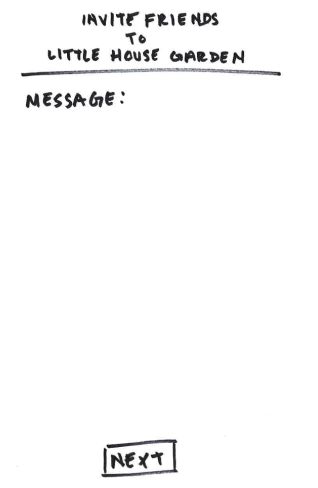 INVITE FRIENDS
TO
LITTLE HOUSE GARDEN
MESSAGE:
NEXT